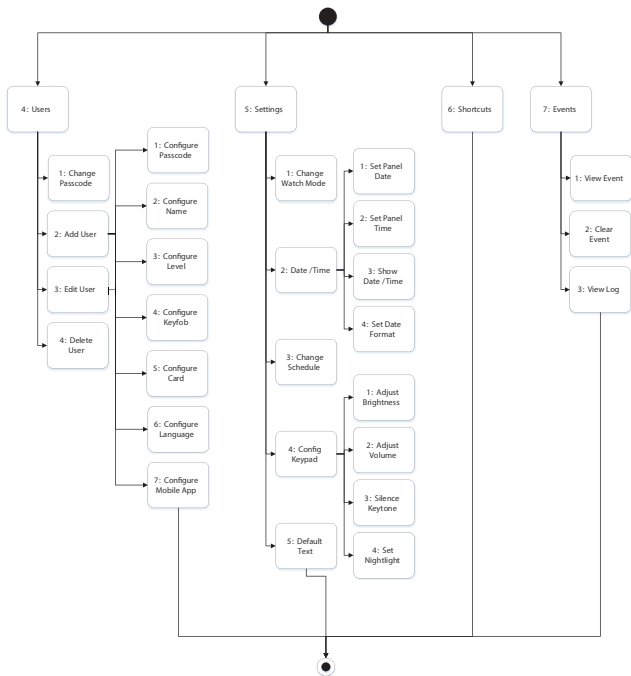 4: Users
5: Settings
6: Shortcuts
7: Events
1: Change
Passcode
2: Add User
3: Edit User
4: Delete
User
1: Configure
Passcode
2: Configure
Name
3: Configure
Level
4: Configure
Keyfob
5: Configure
Card
6: Configure
Language
7: Configure
Mobile App
1: Change
Watch Mode
2: Date /Time
3: Change
Schedule
4: Config
Keypad
5: Default
Text
1: Set Panel
Date
2: Set Panel
Time
3: Show
Date /Time
4: Set Date
Format
1: Adjust
Brightness
2: Adjust
Volume
3: Silence
Keytone
4: Set
Nightlight
1: View Event
2: Clear
Event
3: View Log